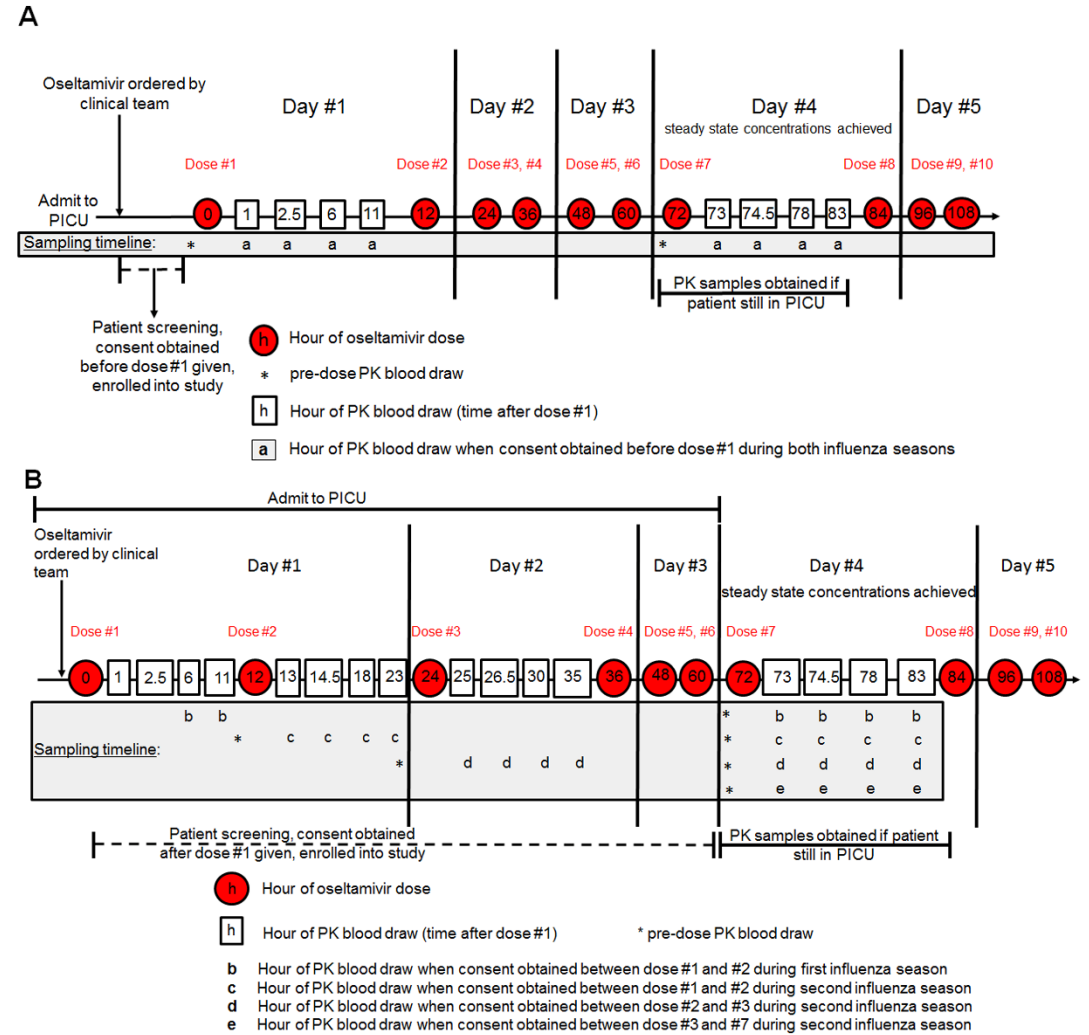 A
Oseltamivir ordered by
clinical team
Day #1
Day #2
Day #3
Day #4
Day #5
steady state concentrations achieved
Dose #1
Dose #2
Dose #3, #4
Dose #5, #6
Dose #7
Dose #8
Dose #9, #10
Admit to
PICU
0 1 2.5 6 11 12 24 36 48 60 72 73 74.5 78 83 84 96 108
Sampling timeline: * a a a a * a a a a
PK samples obtained if
patient still in PICU
Patient screening,
consent obtained
before dose #1 given,
enrolled into study
h Hour of oseltamivir dose
* pre-dose PK blood draw
h Hour of PK blood draw (time after dose #1)
a Hour of PK blood draw when consent obtained before dose #1 during both influenza seasons
B
Admit to PICU
Oseltamivir
ordered by clinical
team
Day #1
Day #2
Day #3
Day #4
Day #5
steady state concentrations achieved
Dose #1
Dose #2
Dose #3
Dose #4
Dose #5, #6
Dose #7
Dose #8
Dose #9, #10
0 1 2.5 6 11 12 13 14.5 18 23 24 25 26.5 30 35 36 48 60 72 73 74.5 78 83 84 96 108
b b * b b b b
* c c c c * c c c c
Sampling timeline:
* d d d d * d d d d
* e e e e
Patient screening, consent obtained
after dose #1 given, enrolled into study
PK samples obtained if patient
still in PICU
h Hour of oseltamivir dose
h Hour of PK blood draw (time after dose #1)
* pre-dose PK blood draw
b Hour of PK blood draw when consent obtained between dose #1 and #2 during first influenza season
c Hour of PK blood draw when consent obtained between dose #1 and #2 during second influenza season
d Hour of PK blood draw when consent obtained between dose #2 and #3 during second influenza season
e Hour of PK blood draw when consent obtained between dose #3 and #7 during second influenza season